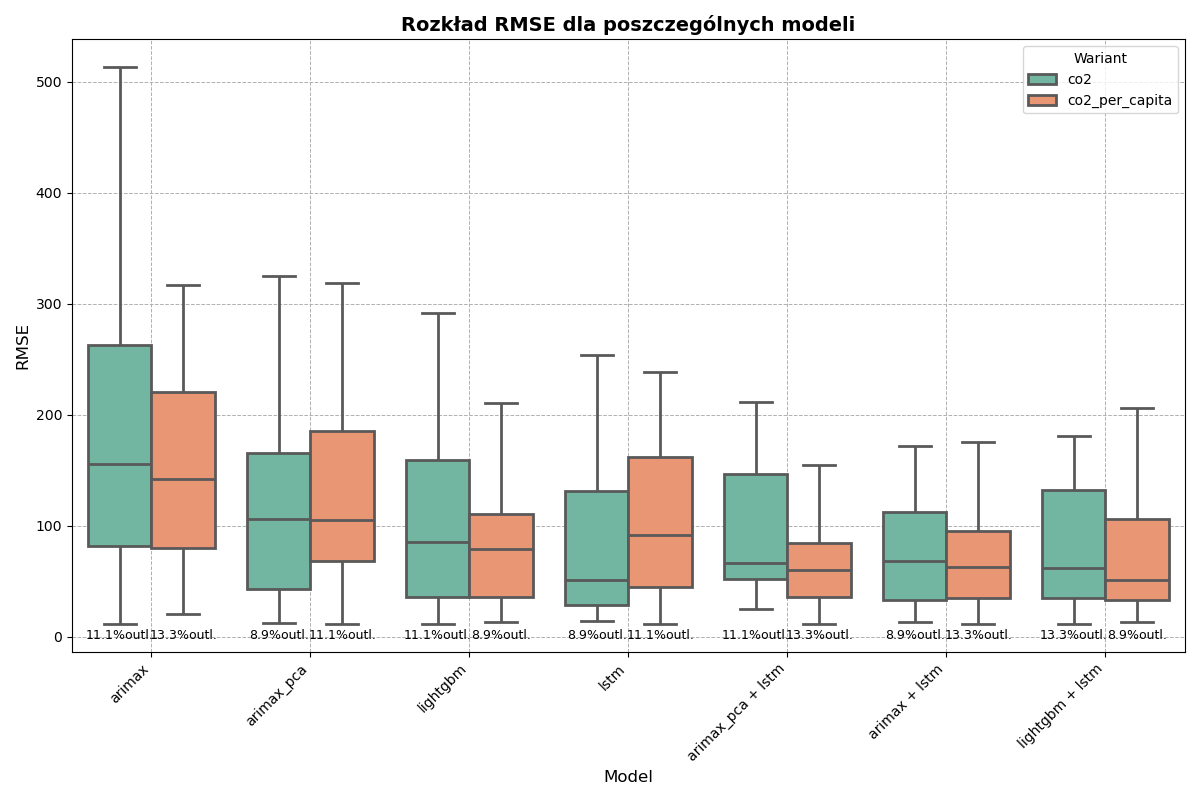 Rozkład RMSE dla poszczególnych modeli
Wariant
co2
co2_per_capita
RMSE
500
400
300
200
100
0
11.1%outl. 13.3%outl. 8.9%outl. 11.1%outl. 11.1%outl. 8.9%outl. 8.9%outl. 11.1%outl. 11.1%outl. 13.3%outl. 8.9%outl. 13.3%outl. 13.3%outl. 8.9%outl.
arimax
arimax_pca
lightgbm
lstm
arimax_pca + lstm
arimax + lstm
lightgbm + lstm
Model